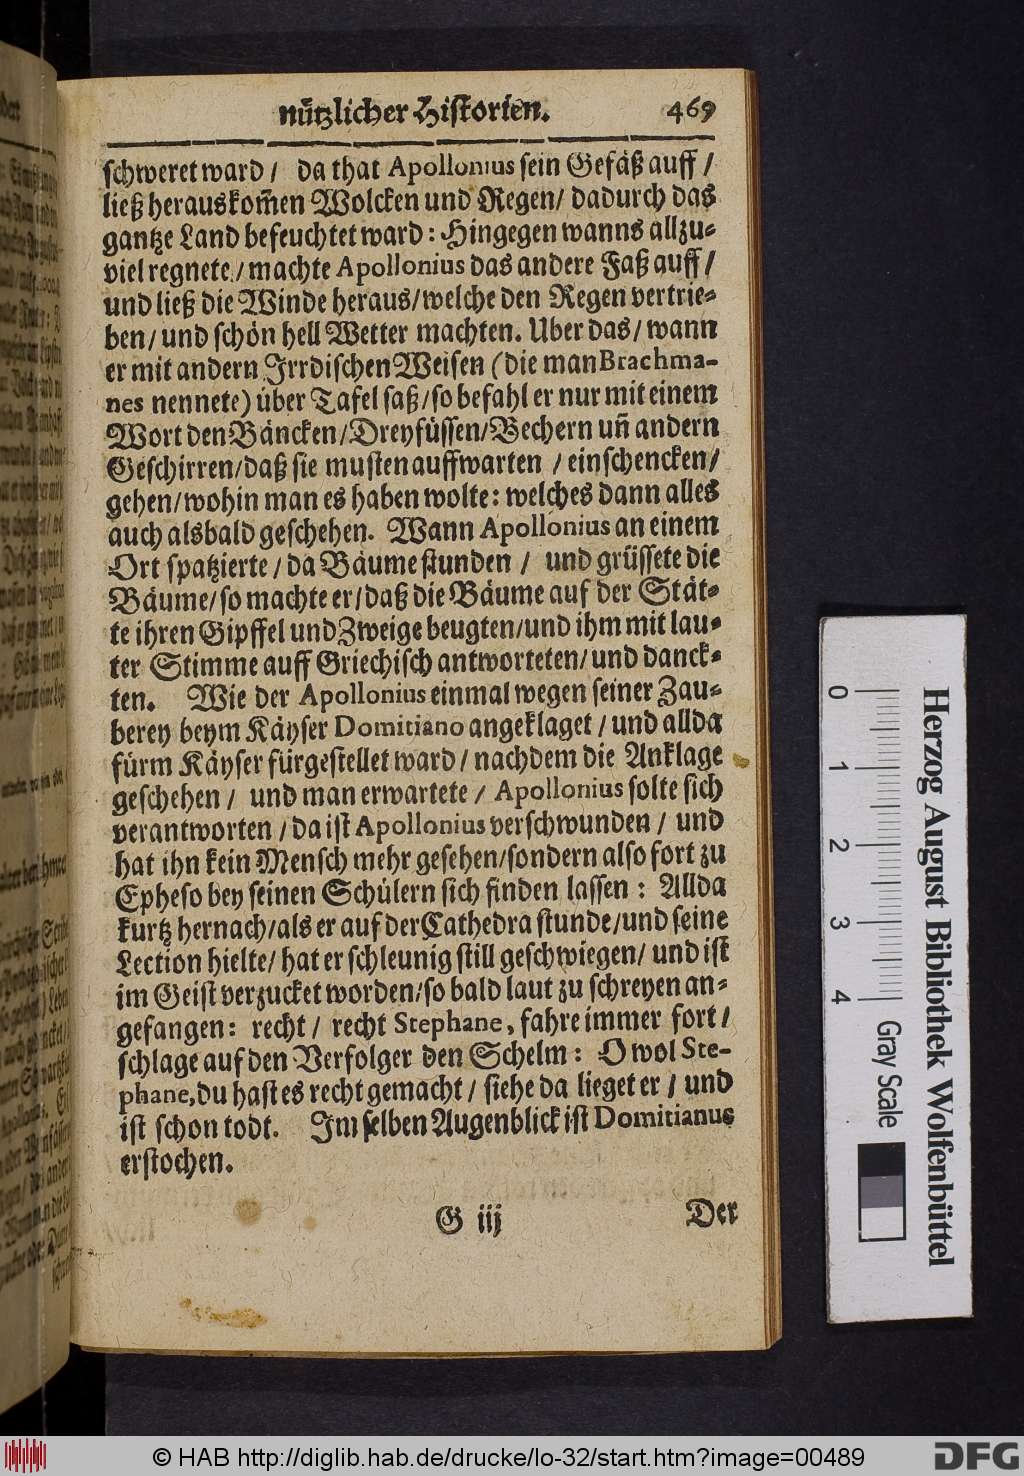 nützlicher Historien. 469
schweret ward / da that Apollonius sein Gefäß auff /
ließ herauskom̃en Wolcken und Regen / dadurch das
gantze Land befeuchtet ward: Hingegen wanns allzu-
viel regnete / machte Apollonius das andere Faß auff /
und ließ die Winde heraus / welche den Regen vertrie-
ben / und schön hell Wetter machten. Uber das / wann
er mit andern Irrdischen Weisen (die man Brachma-
nes nennete) über Tafel saß / so befahl er nur mit einem
Wort den Bäncken / Dreyfüssen / Bechern uñ andern
Geschirren / daß sie musten auffwarten / einschencken /
gehen / wohin man es haben wolte: welches dann alles
auch alsbald geschehen. Wann Apollonius an einem
Ort spatzierte / da Bäume stunden / und grüssete die
Bäume / so machte er / daß die Bäume auf der Stät-
te ihren Gipffel und Zweige beugten / und ihm mit lau-
ter Stimme auff Griechisch antworteten / und danck-
ten. Wie der Apollonius einmal wegen seiner Zau-
berey beym Käyser Domitiano angeklaget / und allda
fürm Käyser fürgestellet ward / nachdem die Anklage
geschehen / und man erwartete / Apollonius solte sich
verantworten / da ist Apollonius verschwunden / und
hat ihn kein Mensch mehr gesehen / sondern also fort zu
Epheso bey seinen Schülern sich finden lassen: Allda
kurtz hernach / als er auf der Cathedra stunde / und seine
Lection hielte / hat er schleunig still geschwiegen / und ist
im Geist verzucket worden / so bald laut zu schreyen an-
gefangen: recht / recht Stephane, fahre immer fort /
schlage auf den Verfolger den Schelm: O wol Ste-
phane, du hast es recht gemacht / siehe da lieget er / und
ist schon todt. Im selben Augenblick ist Domitianus
erstochen.
G iij Der
0 1 2 3 4
Gray Scale
Herzog August Bibliothek Wolfenbüttel
© HAB http://diglib.hab.de/drucke/lo-32/start.htm?image=00489
DFG